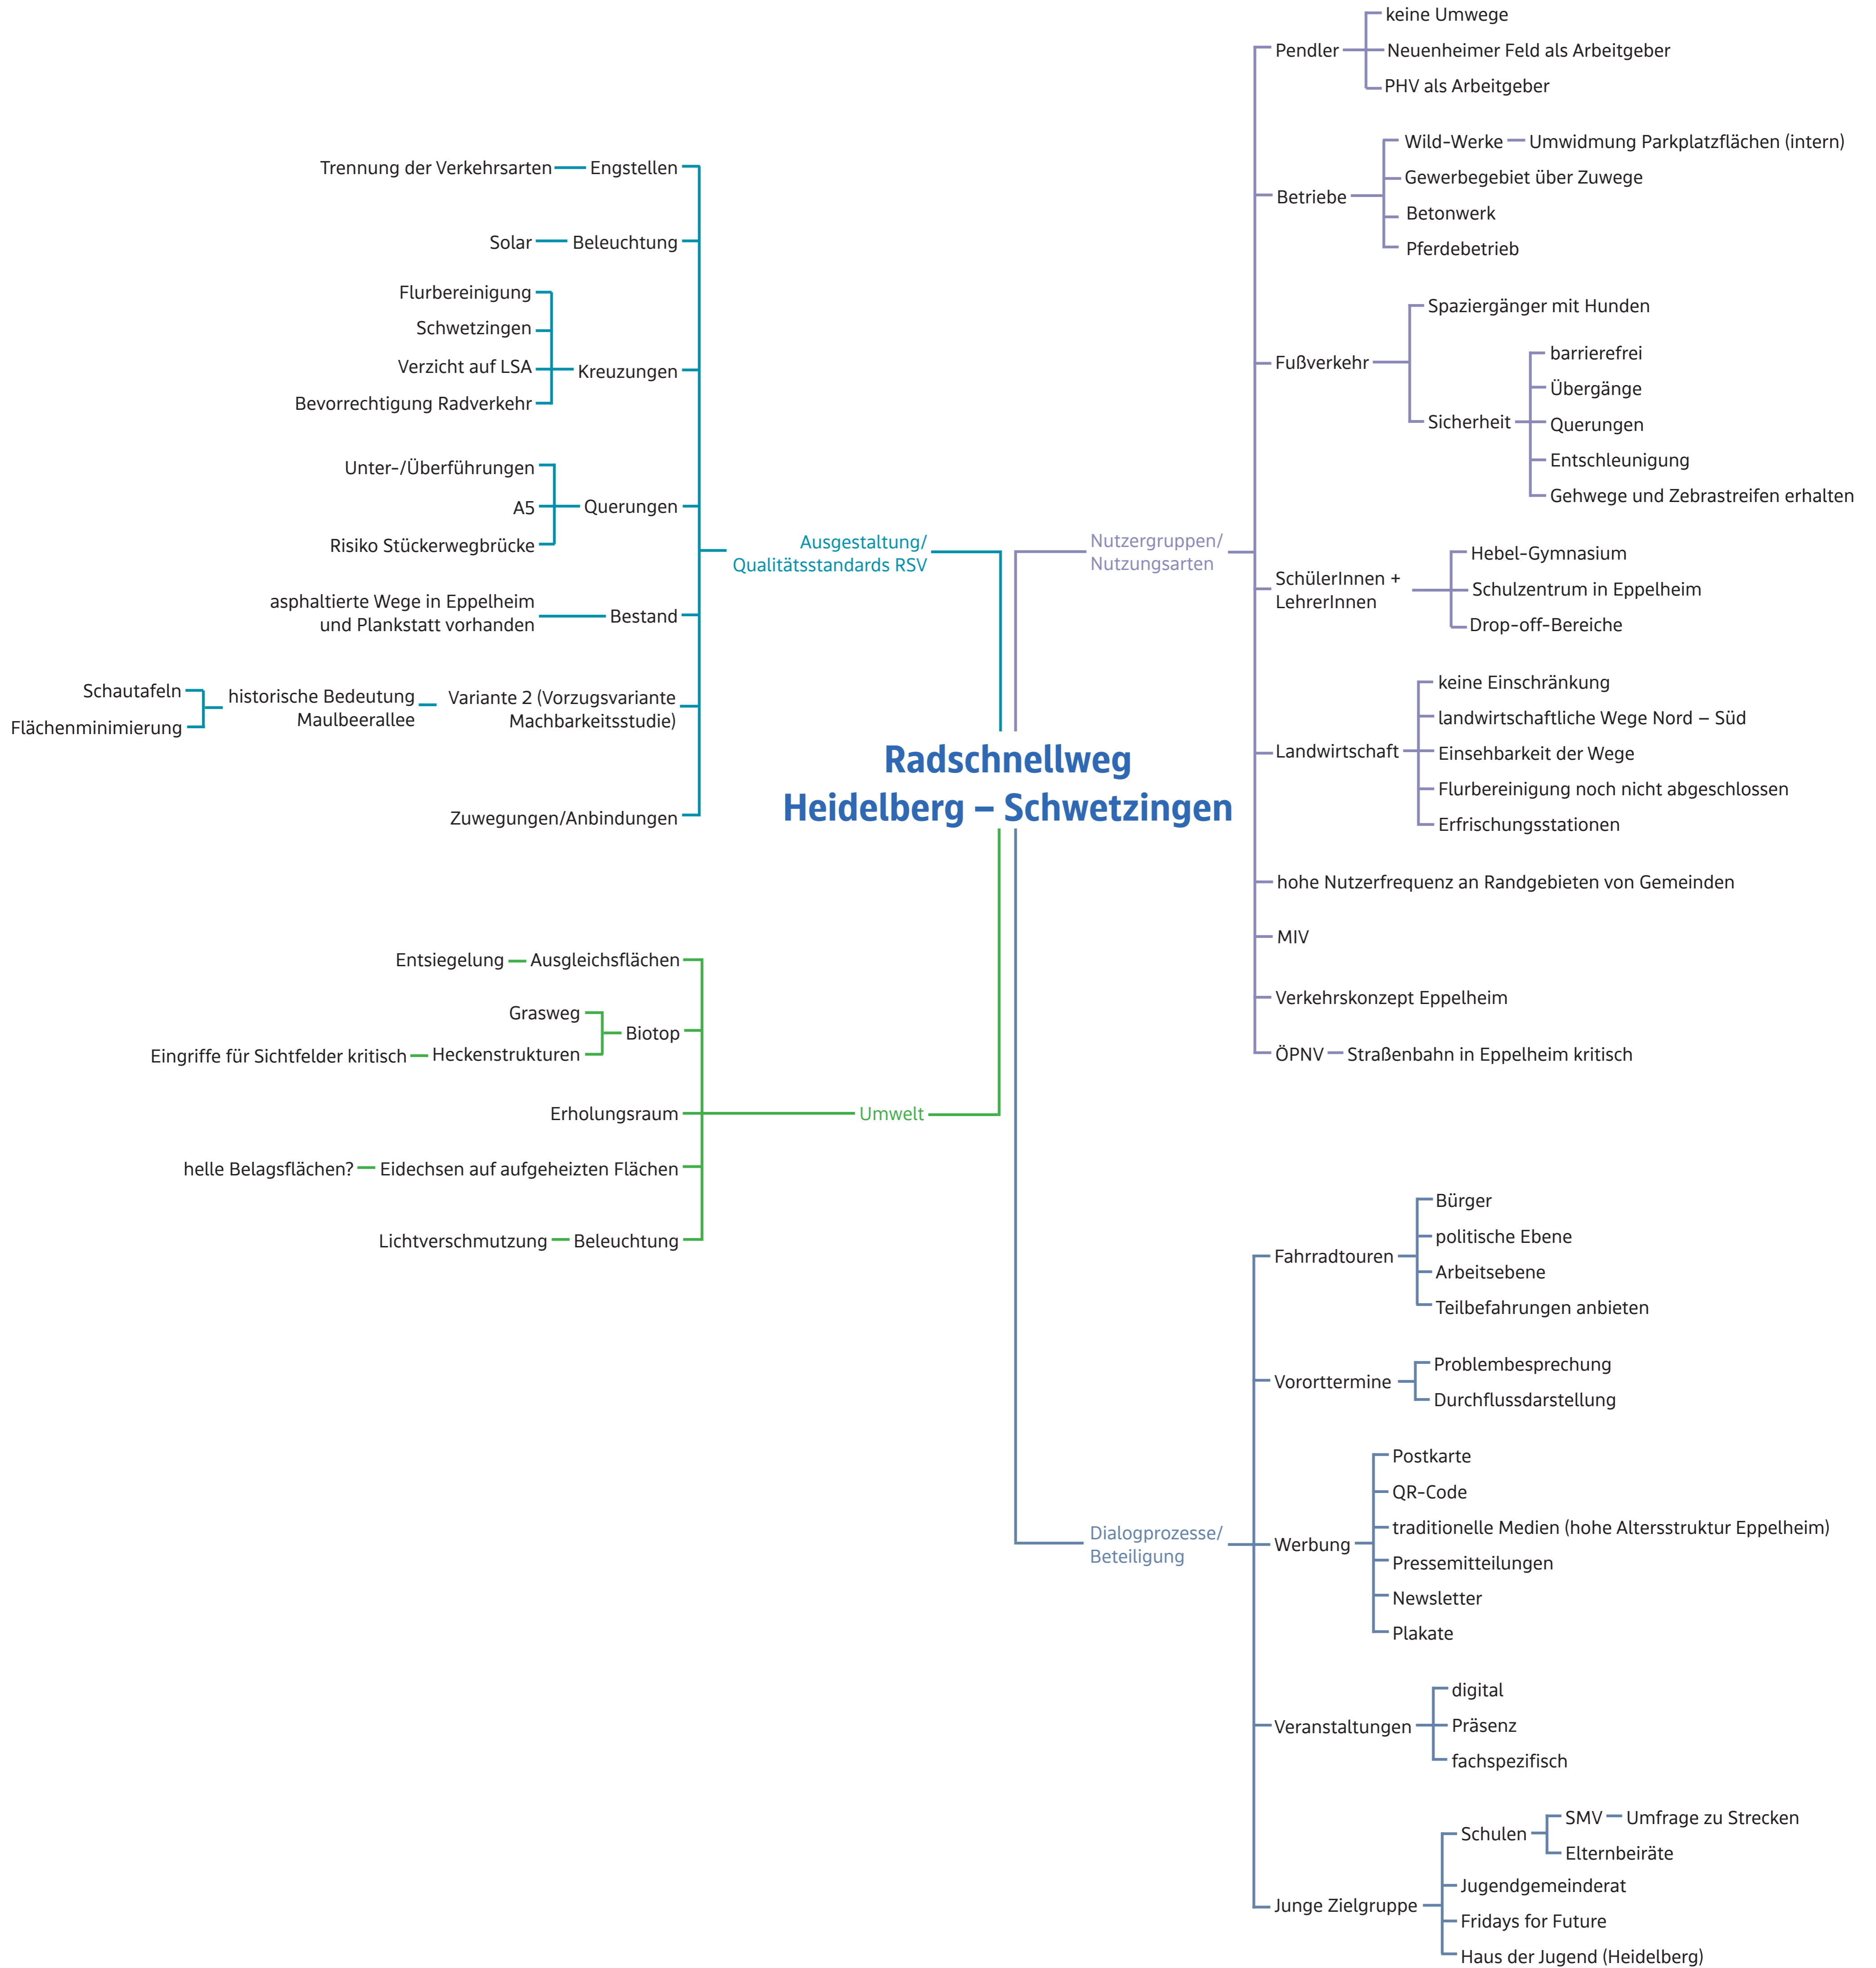 Radschnellweg
Heidelberg – Schwetzingen
Ausgestaltung/
Qualitätsstandards RSV
Engstellen
Trennung der Verkehrsarten
Beleuchtung
Solar
Kreuzungen
Flurbereinigung
Schwetzingen
Verzicht auf LSA
Bevorrechtigung Radverkehr
Querungen
Unter-/Überführungen
A5
Risiko Stückerwegbrücke
Bestand
asphaltierte Wege in Eppelheim
und Plankstatt vorhanden
Variante 2 (Vorzugsvariante
Machbarkeitsstudie)
historische Bedeutung
Maulbeerallee
Schautafeln
Flächenminimierung
Zuwegungen/Anbindungen
Umwelt
Ausgleichsflächen
Entsiegelung
Biotop
Grasweg
Heckenstrukturen
Eingriffe für Sichtfelder kritisch
Erholungsraum
Eidechsen auf aufgeheizten Flächen
helle Belagsflächen?
Beleuchtung
Lichtverschmutzung
Nutzergruppen/
Nutzungsarten
Pendler
keine Umwege
Neuenheimer Feld als Arbeitgeber
PHV als Arbeitgeber
Betriebe
Wild-Werke
Umwidmung Parkplatzflächen (intern)
Gewerbegebiet über Zuwege
Betonwerk
Pferdebetrieb
Fußverkehr
Spaziergänger mit Hunden
Sicherheit
barrierefrei
Übergänge
Querungen
Entschleunigung
Gehwege und Zebrastreifen erhalten
SchülerInnen +
LehrerInnen
Hebel-Gymnasium
Schulzentrum in Eppelheim
Drop-off-Bereiche
Landwirtschaft
keine Einschränkung
landwirtschaftliche Wege Nord – Süd
Einsehbarkeit der Wege
Flurbereinigung noch nicht abgeschlossen
Erfrischungsstationen
hohe Nutzerfrequenz an Randgebieten von Gemeinden
MIV
Verkehrskonzept Eppelheim
ÖPNV
Straßenbahn in Eppelheim kritisch
Dialogprozesse/
Beteiligung
Fahrradtouren
Bürger
politische Ebene
Arbeitsebene
Teilbefahrungen anbieten
Vororttermine
Problembesprechung
Durchflussdarstellung
Werbung
Postkarte
QR-Code
traditionelle Medien (hohe Altersstruktur Eppelheim)
Pressemitteilungen
Newsletter
Plakate
Veranstaltungen
digital
Präsenz
fachspezifisch
Junge Zielgruppe
Schulen
SMV
Umfrage zu Strecken
Elternbeiräte
Jugendgemeinderat
Fridays for Future
Haus der Jugend (Heidelberg)